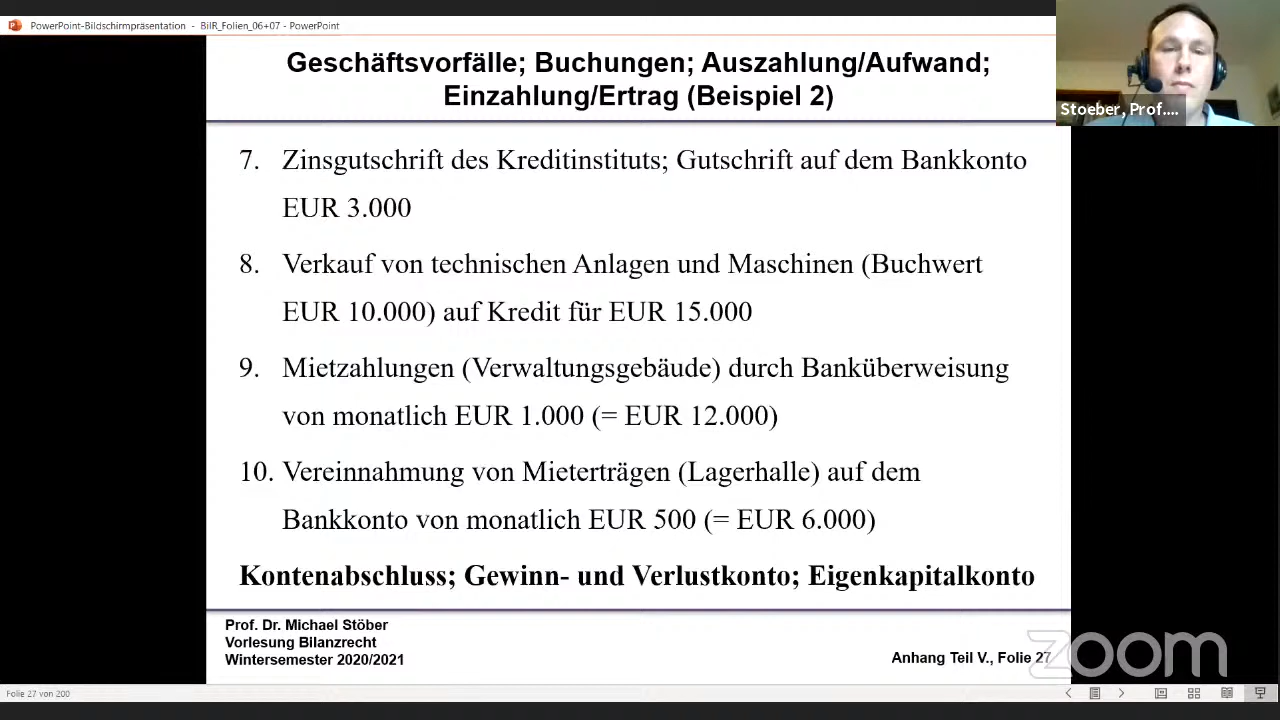 PowerPoint-Bildschirmpräsentation - BilR_Folien_06+07 - PowerPoint
Geschäftsvorfälle; Buchungen; Auszahlung/Aufwand;
Einzahlung/Ertrag (Beispiel 2)
Stoeber, Prof....
7. Zinsgutschrift des Kreditinstituts; Gutschrift auf dem Bankkonto
EUR 3.000
8. Verkauf von technischen Anlagen und Maschinen (Buchwert
EUR 10.000) auf Kredit für EUR 15.000
9. Mietzahlungen (Verwaltungsgebäude) durch Banküberweisung
von monatlich EUR 1.000 (= EUR 12.000)
10. Vereinnahmung von Mieterträgen (Lagerhalle) auf dem
Bankkonto von monatlich EUR 500 (= EUR 6.000)
Kontenabschluss; Gewinn- und Verlustkonto; Eigenkapitalkonto
Prof. Dr. Michael Stöber
Vorlesung Bilanzrecht
Wintersemester 2020/2021
Anhang Teil V., Folie 27
zoom
Folie 27 von 200